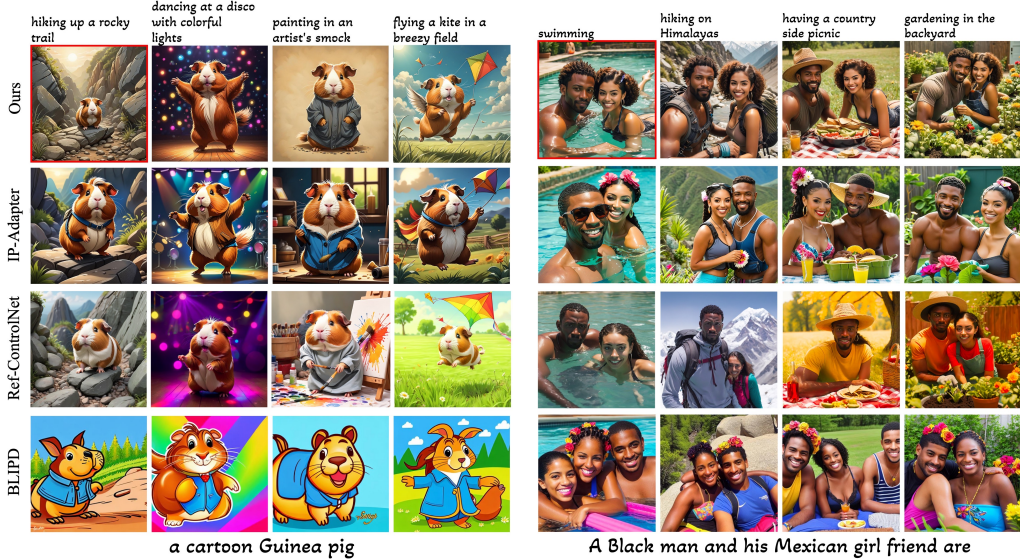 hiking up a rocky
trail
dancing at a disco
with colorful
lights
painting in an
artist's smock
flying a kite in a
breezy field
swimming
hiking on
Himalayas
having a country
side picnic
gardening in the
backyard
Ours
IP-Adapter
Ref-ControlNet
BLIPD
a cartoon Guinea pig
A Black man and his Mexican girl friend are